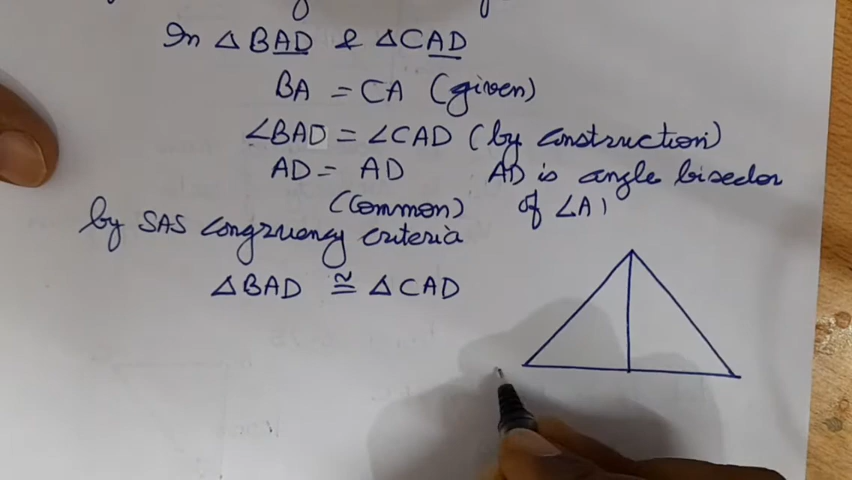 In △ BAD & △CAD
BA = CA (given)
∠BAD = ∠CAD (by construction)
AD = AD AD is angle bisector
(Common) of ∠A)
by SAS congruency criteria
△BAD ≅ △CAD